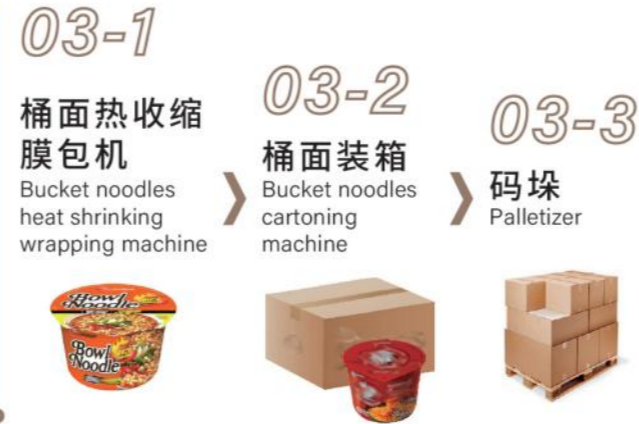 03-1
桶面热收缩
膜包机
Bucket noodles
heat shrinking
wrapping machine
Bowl
Noodle
Bowl
Noodle
03-2
桶面装箱
Bucket noodles
cartoning
machine
03-3
码垛
Palletizer